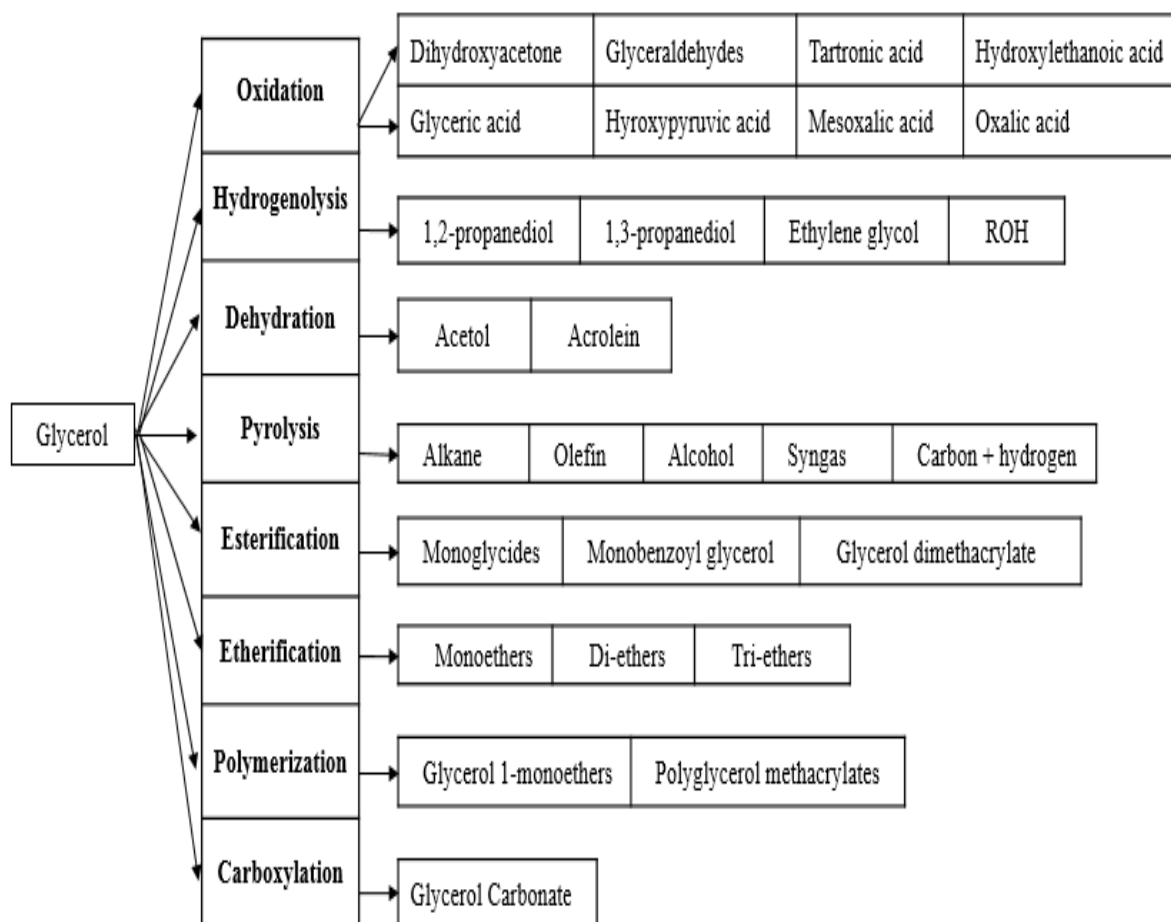 Oxidation
Dihydroxyacetone Glyceraldehydes Tartronic acid Hydroxylethanoic acid
Glyceric acid Hyroxypyruvic acid Mesoxalic acid Oxalic acid
Hydrogenolysis
1,2-propanediol 1,3-propanediol Ethylene glycol ROH
Dehydration
Acetol Acrolein
Glycerol
Pyrolysis
Alkane Olefin Alcohol Syngas Carbon + hydrogen
Esterification
Monoglycides Monobenzoyl glycerol Glycerol dimethacrylate
Etherification
Monoethers Di-ethers Tri-ethers
Polymerization
Glycerol 1-monoethers Polyglycerol methacrylates
Carboxylation
Glycerol Carbonate